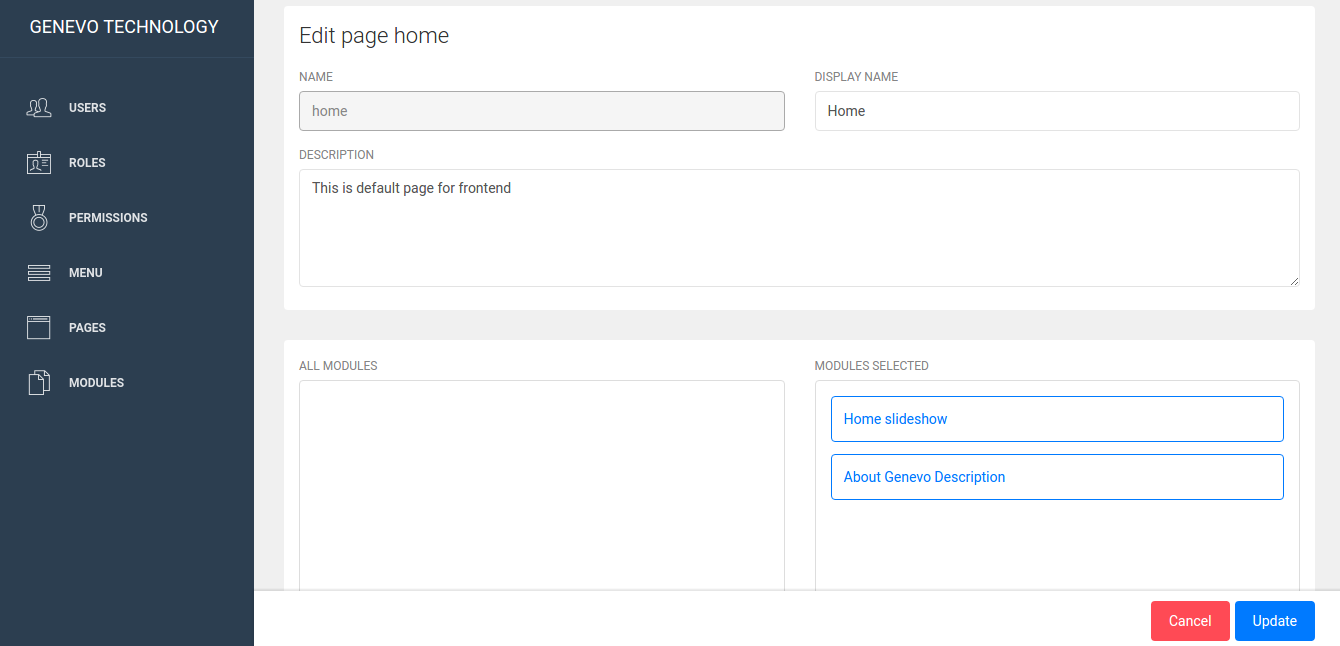 GENEVO TECHNOLOGY
USERS
ROLES
PERMISSIONS
MENU
PAGES
MODULES
Edit page home
NAME
home
DISPLAY NAME
Home
DESCRIPTION
This is default page for frontend
ALL MODULES
MODULES SELECTED
Home slideshow
About Genevo Description
Cancel
Update